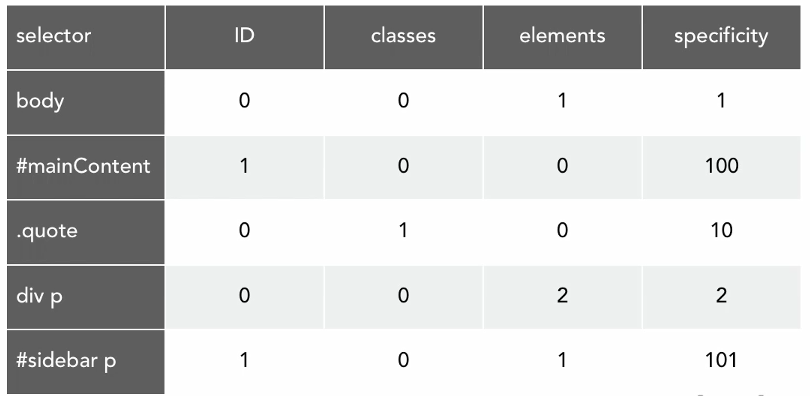 selector ID classes elements specificity
body 0 0 1 1
#mainContent 1 0 0 100
.quote 0 1 0 10
div p 0 0 2 2
#sidebar p 1 0 1 101